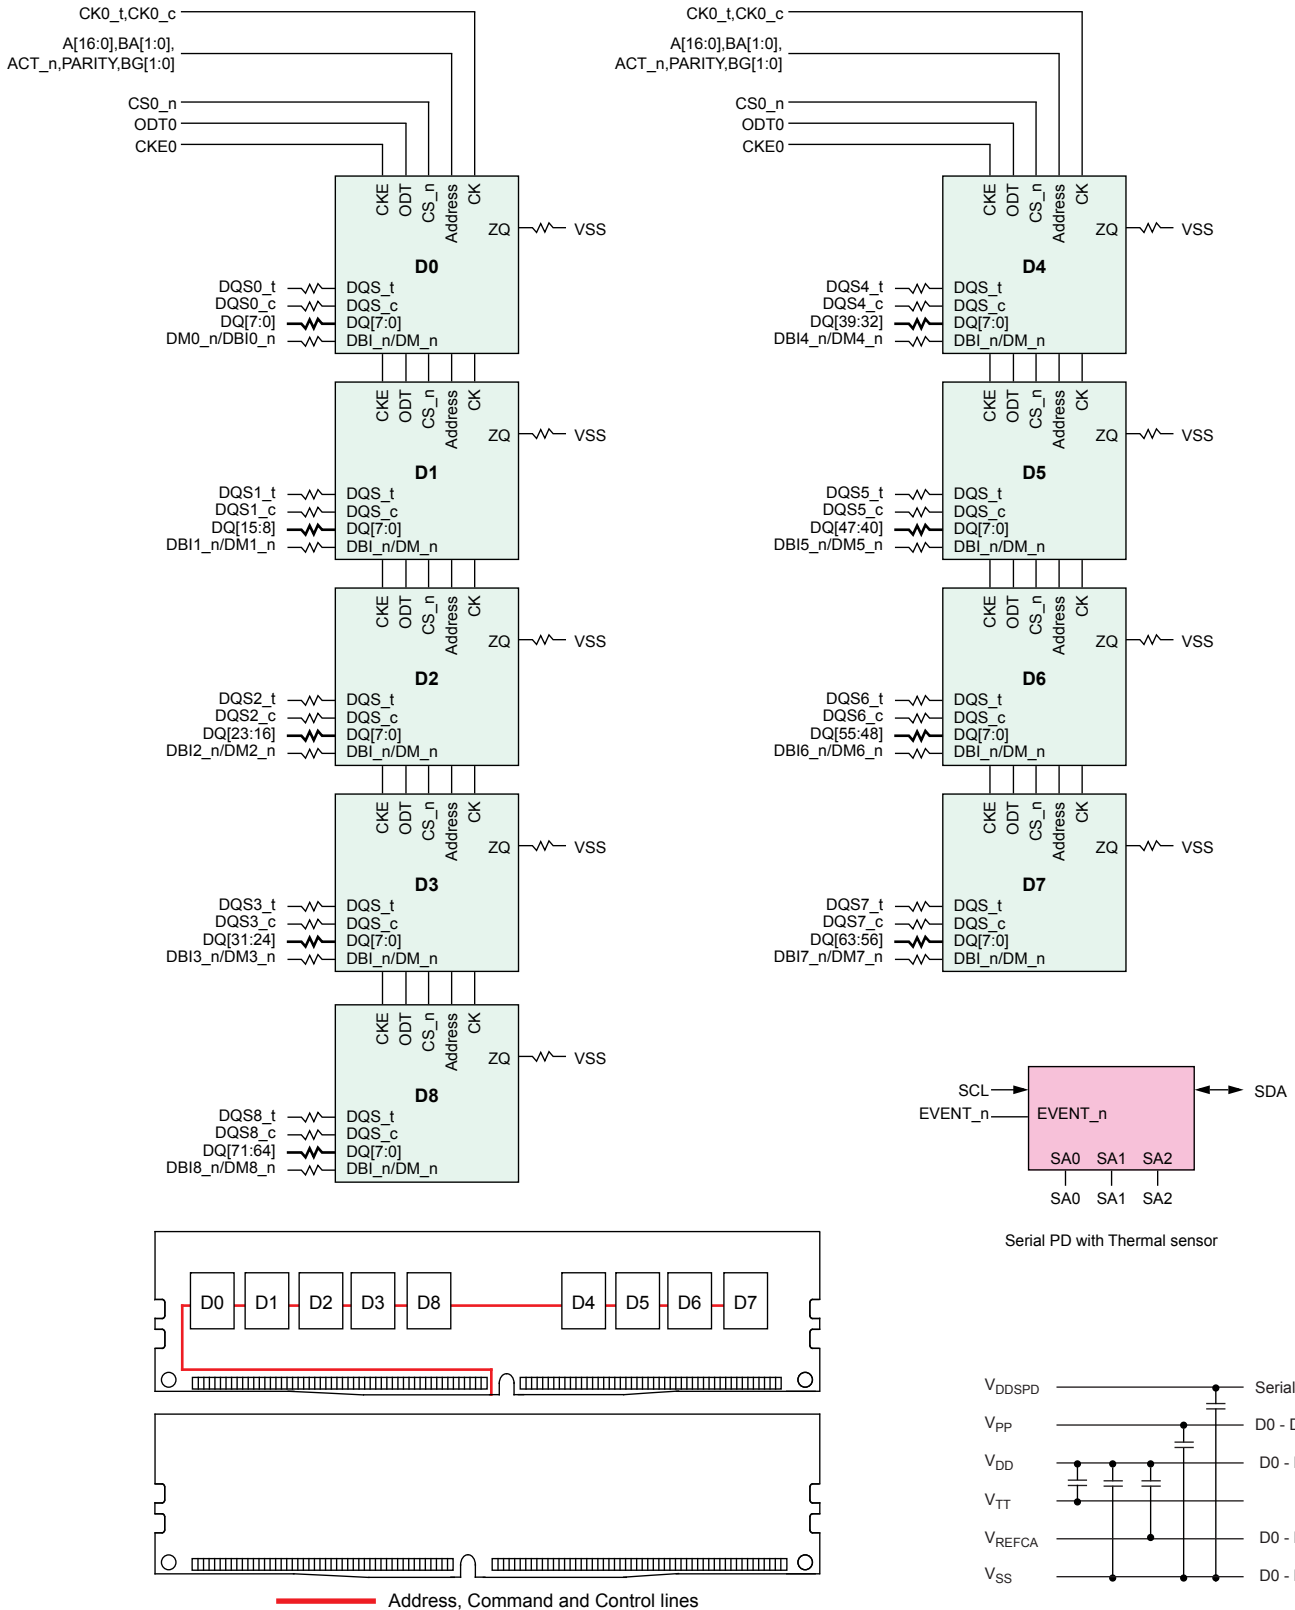 CK0_t,CK0_c
A[16:0],BA[1:0],
ACT_n,PARITY,BG[1:0]
CS0_n
ODT0
CKE0
CKE
ODT
CS_n
Address
CK
ZQ
VSS
D0
DQS0_t
DQS_t
DQS0_c
DQS_c
DQ[7:0]
DQ[7:0]
DM0_n/DBI0_n
DBI_n/DM_n
CKE
ODT
CS_n
Address
CK
ZQ
VSS
D1
DQS1_t
DQS_t
DQS1_c
DQS_c
DQ[15:8]
DQ[7:0]
DBI1_n/DM1_n
DBI_n/DM_n
CKE
ODT
CS_n
Address
CK
ZQ
VSS
D2
DQS2_t
DQS_t
DQS2_c
DQS_c
DQ[23:16]
DQ[7:0]
DBI2_n/DM2_n
DBI_n/DM_n
CKE
ODT
CS_n
Address
CK
ZQ
VSS
D3
DQS3_t
DQS_t
DQS3_c
DQS_c
DQ[31:24]
DQ[7:0]
DBI3_n/DM3_n
DBI_n/DM_n
CKE
ODT
CS_n
Address
CK
ZQ
VSS
D8
DQS8_t
DQS_t
DQS8_c
DQS_c
DQ[71:64]
DQ[7:0]
DBI8_n/DM8_n
DBI_n/DM_n
CK0_t,CK0_c
A[16:0],BA[1:0],
ACT_n,PARITY,BG[1:0]
CS0_n
ODT0
CKE0
CKE
ODT
CS_n
Address
CK
ZQ
VSS
D4
DQS4_t
DQS_t
DQS4_c
DQS_c
DQ[39:32]
DQ[7:0]
DBI4_n/DM4_n
DBI_n/DM_n
CKE
ODT
CS_n
Address
CK
ZQ
VSS
D5
DQS5_t
DQS_t
DQS5_c
DQS_c
DQ[47:40]
DQ[7:0]
DBI5_n/DM5_n
DBI_n/DM_n
CKE
ODT
CS_n
Address
CK
ZQ
VSS
D6
DQS6_t
DQS_t
DQS6_c
DQS_c
DQ[55:48]
DQ[7:0]
DBI6_n/DM6_n
DBI_n/DM_n
CKE
ODT
CS_n
Address
CK
ZQ
VSS
D7
DQS7_t
DQS_t
DQS7_c
DQS_c
DQ[63:56]
DQ[7:0]
DBI7_n/DM7_n
DBI_n/DM_n
SCL
SDA
EVENT_n
EVENT_n
SA0 SA1 SA2
SA0 SA1 SA2
Serial PD with Thermal sensor
D0 D1 D2 D3 D8 D4 D5 D6 D7
Address, Command and Control lines
VDDSPD
Serial
VPP
D0 -
VDD
D0 -
VTT
VREFCA
D0 -
VSS
D0 -